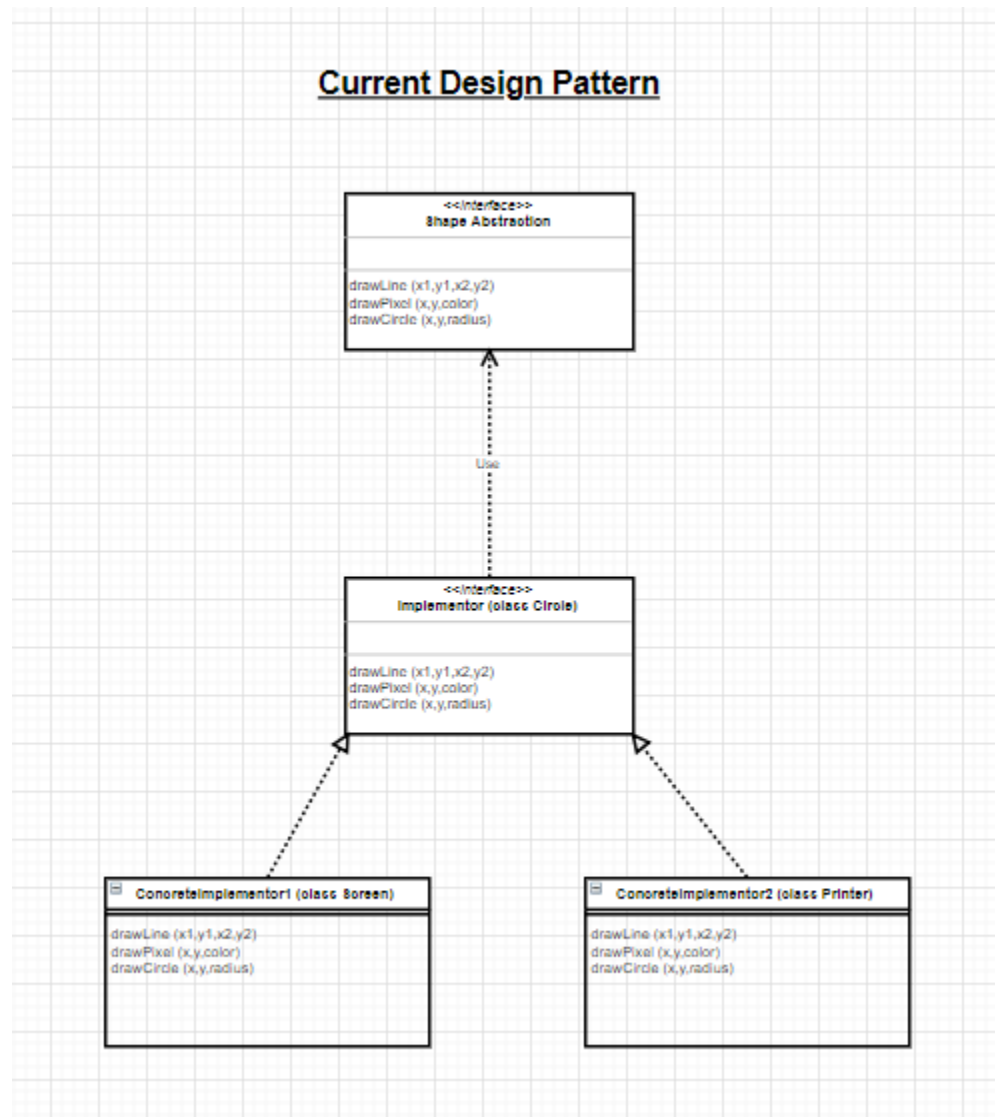 Current Design Pattern
<<Interface>>
Shape Abstraction
drawLine (x1,y1,x2,y2)
drawPixel (x,y,color)
drawCircle (x,y,radius)
Use
<<Interface>>
Implementor (class Circle)
drawLine (x1,y1,x2,y2)
drawPixel (x,y,color)
drawCircle (x,y,radius)
ConcreteImplementor1 (class Screen)
drawLine (x1,y1,x2,y2)
drawPixel (x,y,color)
drawCircle (x,y,radius)
ConcreteImplementor2 (class Printer)
drawLine (x1,y1,x2,y2)
drawPixel (x,y,color)
drawCircle (x,y,radius)